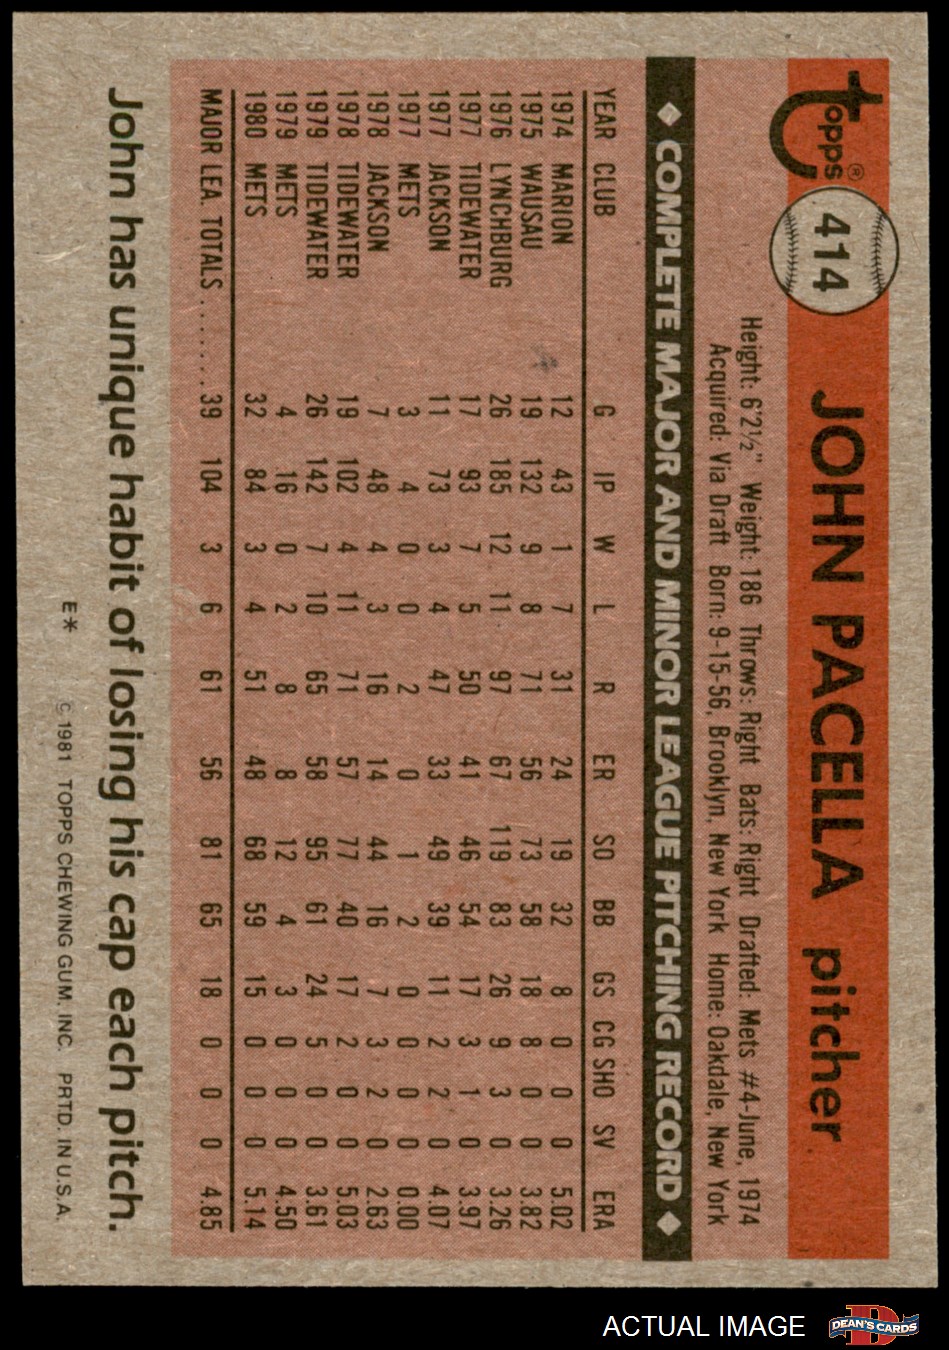 topps®
414 JOHN PACELLA pitcher
Height: 6'2½" Weight: 186 Throws: Right Bats: Right Drafted: Mets #4-June, 1974
Acquired: Via Draft Born: 9-15-56, Brooklyn, New York Home: Oakdale, New York
◆ COMPLETE MAJOR AND MINOR LEAGUE PITCHING RECORD ◆
YEAR CLUB G IP W L R ER SO BB GS CG SHO SV ERA
1974 MARION 12 43 1 7 31 24 19 32 8 0 0 0 5.02
1975 WAUSAU 19 132 9 8 71 56 73 58 18 8 0 0 3.82
1976 LYNCHBURG 26 185 12 11 97 67 119 83 26 9 3 0 3.26
1977 TIDEWATER 17 93 7 5 50 41 46 54 17 3 1 0 3.97
1977 JACKSON 11 73 3 4 47 33 49 39 11 2 2 0 4.07
1977 METS 3 4 0 0 2 0 1 2 0 0 0 0 0.00
1978 JACKSON 7 48 4 3 16 14 44 16 7 3 2 0 2.63
1978 TIDEWATER 19 102 4 11 71 57 77 40 17 2 0 0 5.03
1979 TIDEWATER 26 142 7 10 65 58 95 61 24 5 0 0 3.61
1979 METS 4 16 0 2 8 8 12 4 3 0 0 0 4.50
1980 METS 32 84 3 4 51 48 68 59 15 0 0 0 5.14
MAJOR LEA. TOTALS ........ 39 104 3 6 61 56 81 65 18 0 0 0 4.85
John has unique habit of losing his cap each pitch.
E* © 1981 TOPPS CHEWING GUM, INC. PRTD. IN U.S.A.
ACTUAL IMAGE
DEAN'S CARDS